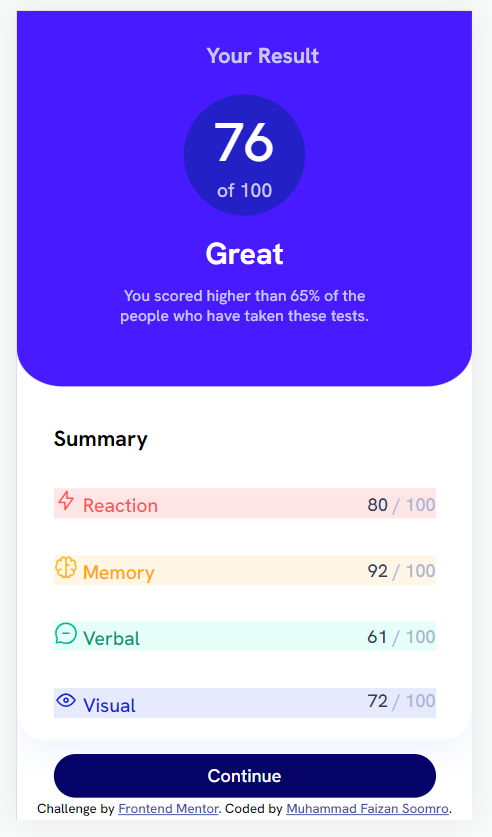 Your Result
76
of 100
Great
You scored higher than 65% of the
people who have taken these tests.
Summary
Reaction 80 / 100
Memory 92 / 100
Verbal 61 / 100
Visual 72 / 100
Continue
Challenge by Frontend Mentor. Coded by Muhammad Faizan Soomro.